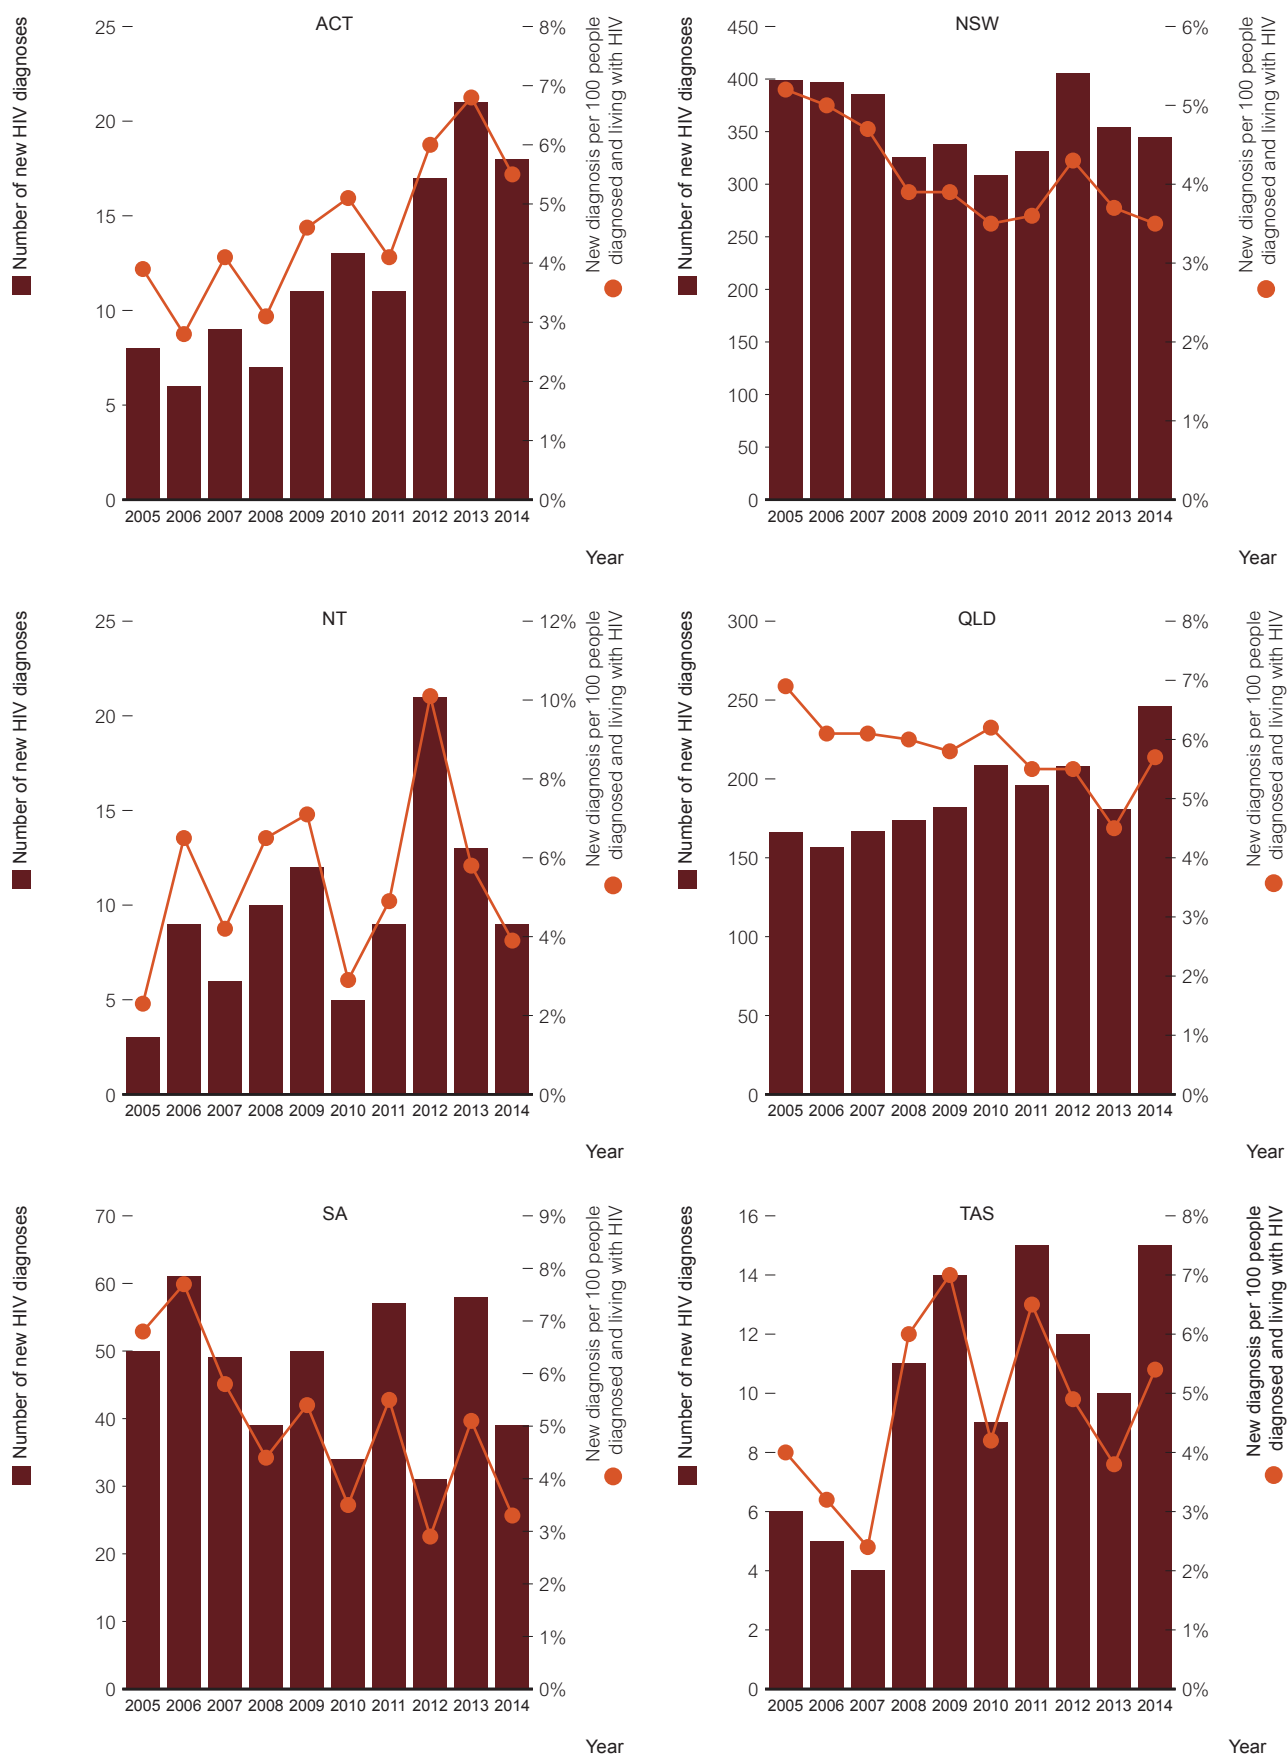 ACT
Number of new HIV diagnoses
25
20
15
10
5
0
8%
7%
6%
5%
4%
3%
2%
1%
0%
New diagnosis per 100 people
diagnosed and living with HIV
2005 2006 2007 2008 2009 2010 2011 2012 2013 2014
Year
NSW
Number of new HIV diagnoses
450
400
350
300
250
200
150
100
50
0
6%
5%
4%
3%
2%
1%
0%
New diagnosis per 100 people
diagnosed and living with HIV
2005 2006 2007 2008 2009 2010 2011 2012 2013 2014
Year
NT
Number of new HIV diagnoses
25
20
15
10
5
0
12%
10%
8%
6%
4%
2%
0%
New diagnosis per 100 people
diagnosed and living with HIV
2005 2006 2007 2008 2009 2010 2011 2012 2013 2014
Year
QLD
Number of new HIV diagnoses
300
250
200
150
100
50
0
8%
7%
6%
5%
4%
3%
2%
1%
0%
New diagnosis per 100 people
diagnosed and living with HIV
2005 2006 2007 2008 2009 2010 2011 2012 2013 2014
Year
SA
Number of new HIV diagnoses
70
60
50
40
30
20
10
0
9%
8%
7%
6%
5%
4%
3%
2%
1%
0%
New diagnosis per 100 people
diagnosed and living with HIV
2005 2006 2007 2008 2009 2010 2011 2012 2013 2014
Year
TAS
Number of new HIV diagnoses
16
14
12
10
8
6
4
2
0
8%
7%
6%
5%
4%
3%
2%
1%
0%
New diagnosis per 100 people
diagnosed and living with HIV
2005 2006 2007 2008 2009 2010 2011 2012 2013 2014
Year